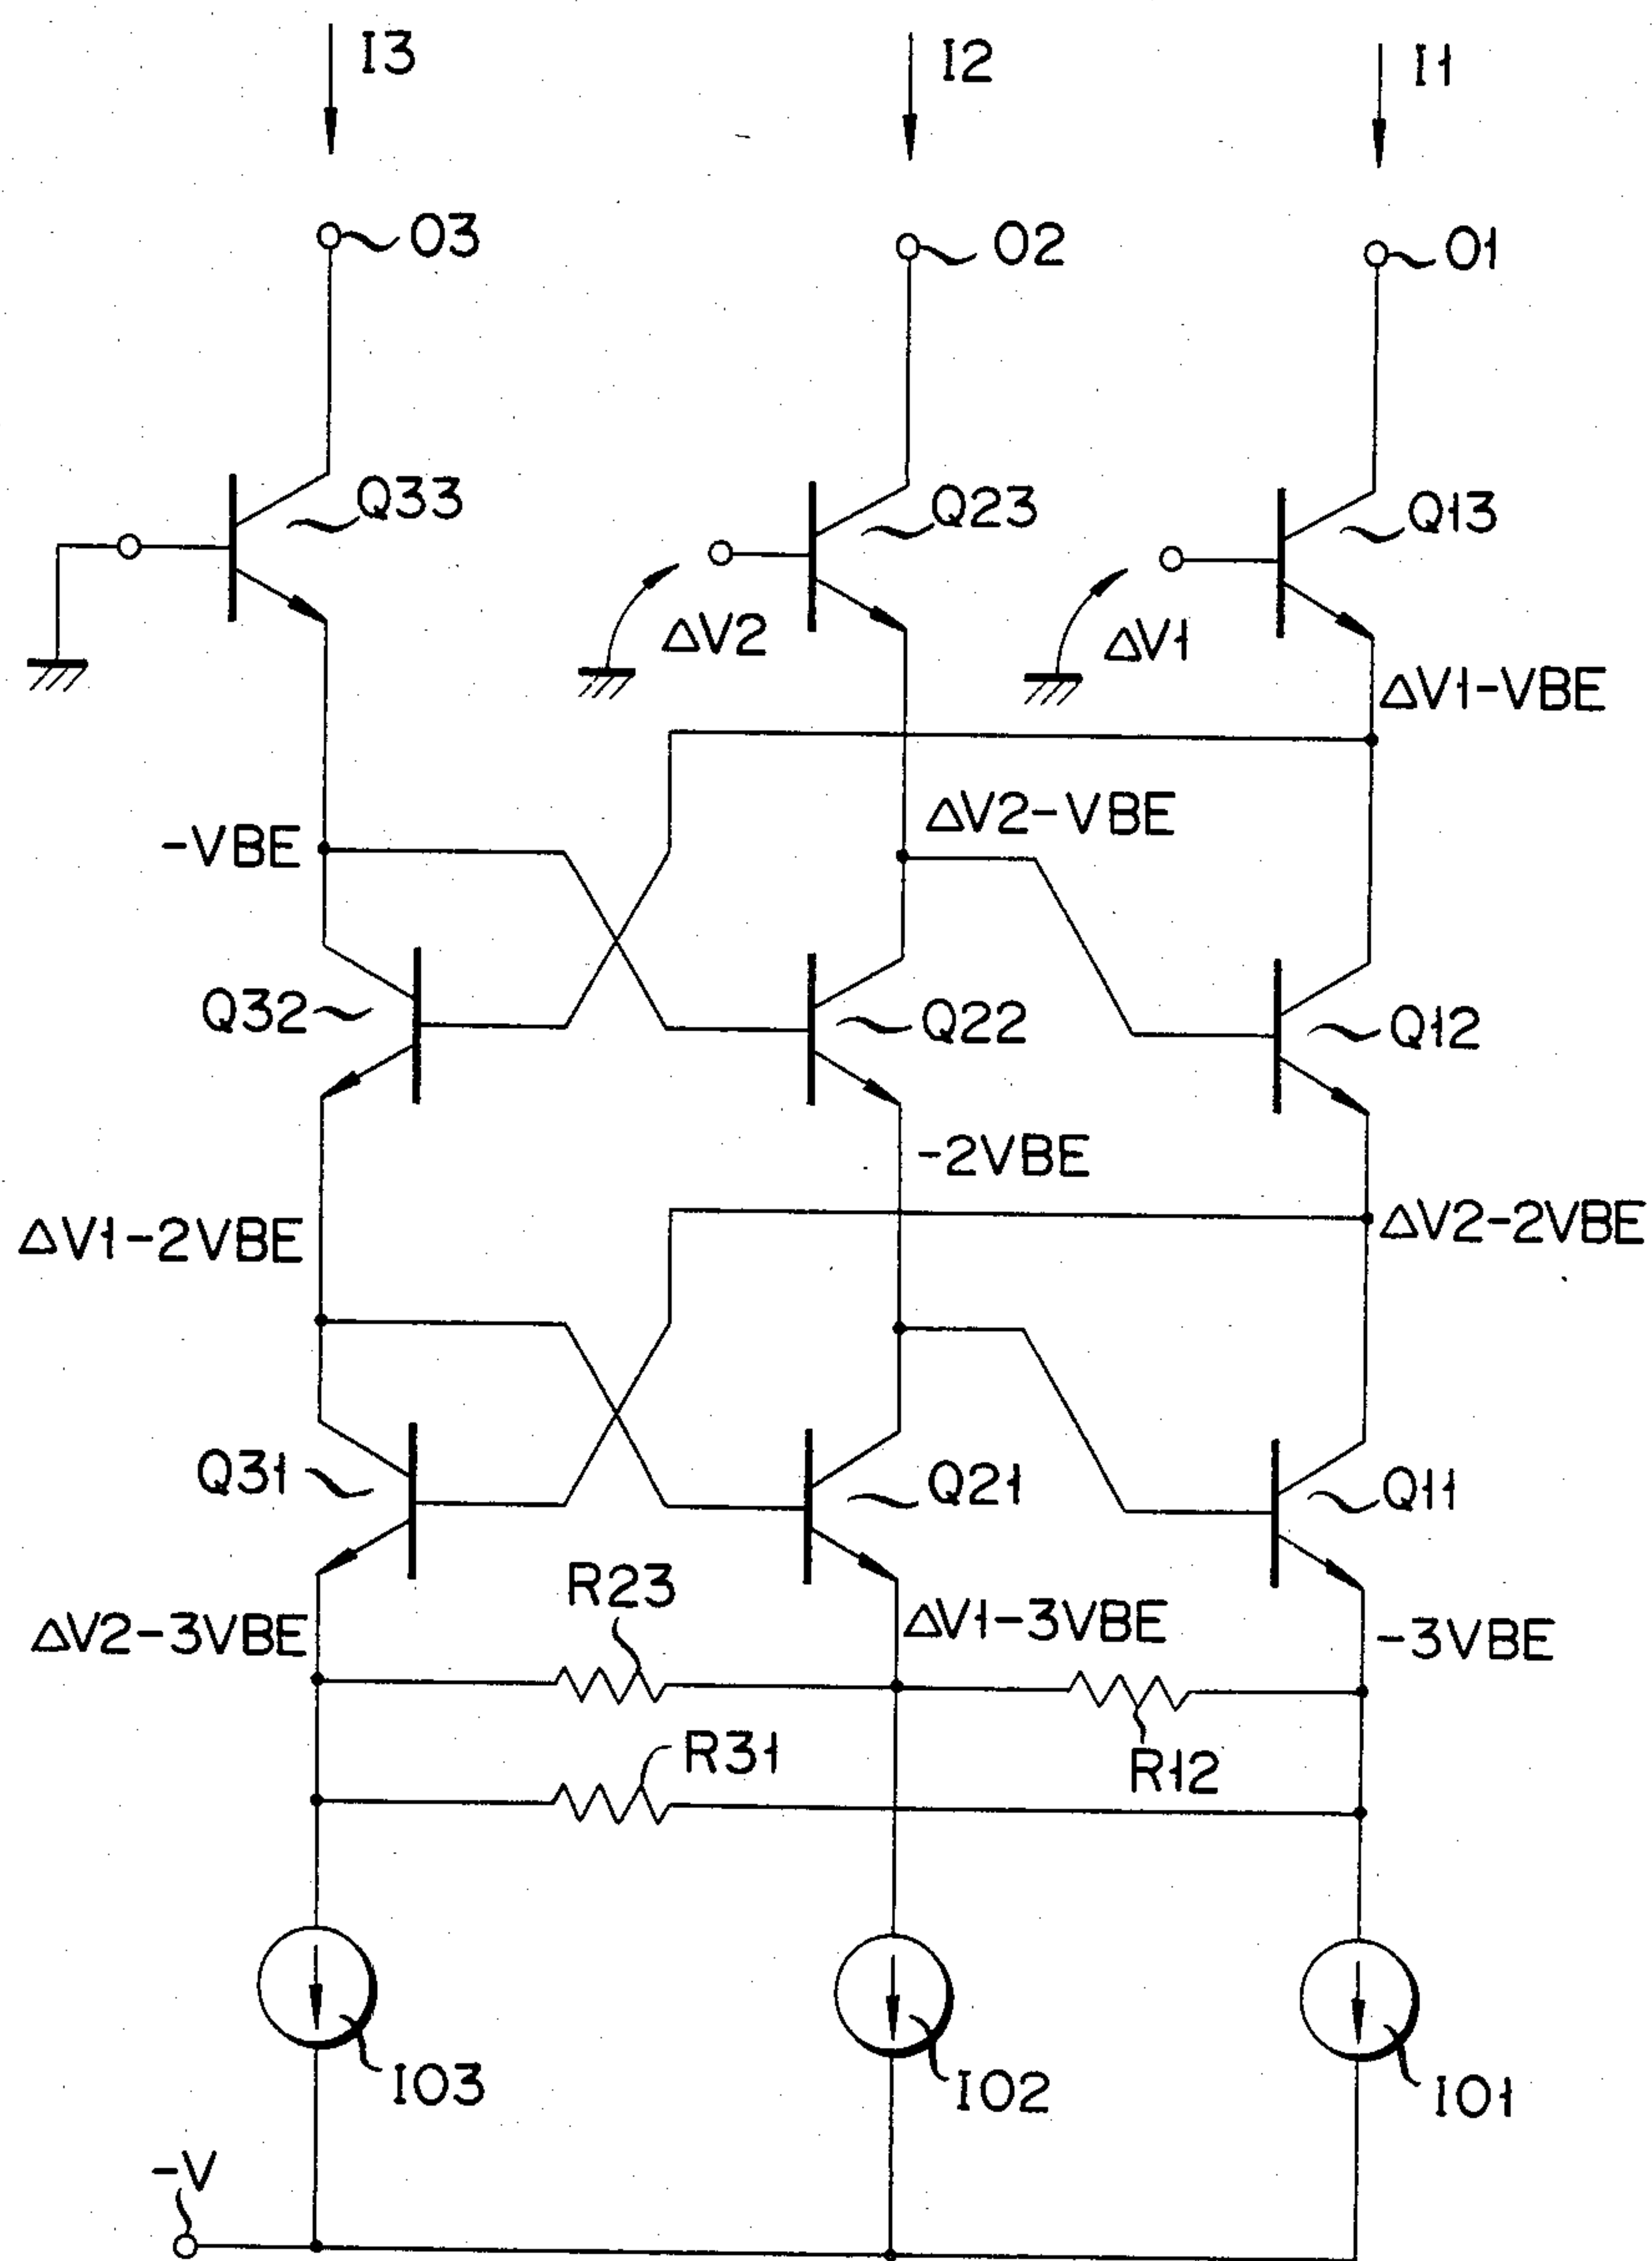 I3
I2
I1
O3
O2
O1
Q33
Q23
Q13
ΔV2
ΔV1
ΔV1-VBE
-VBE
ΔV2-VBE
Q32
Q22
Q12
-2VBE
ΔV1-2VBE
ΔV2-2VBE
Q31
Q21
Q11
R23
ΔV2-3VBE
ΔV1-3VBE
-3VBE
R31
R12
I03
I02
I01
-V